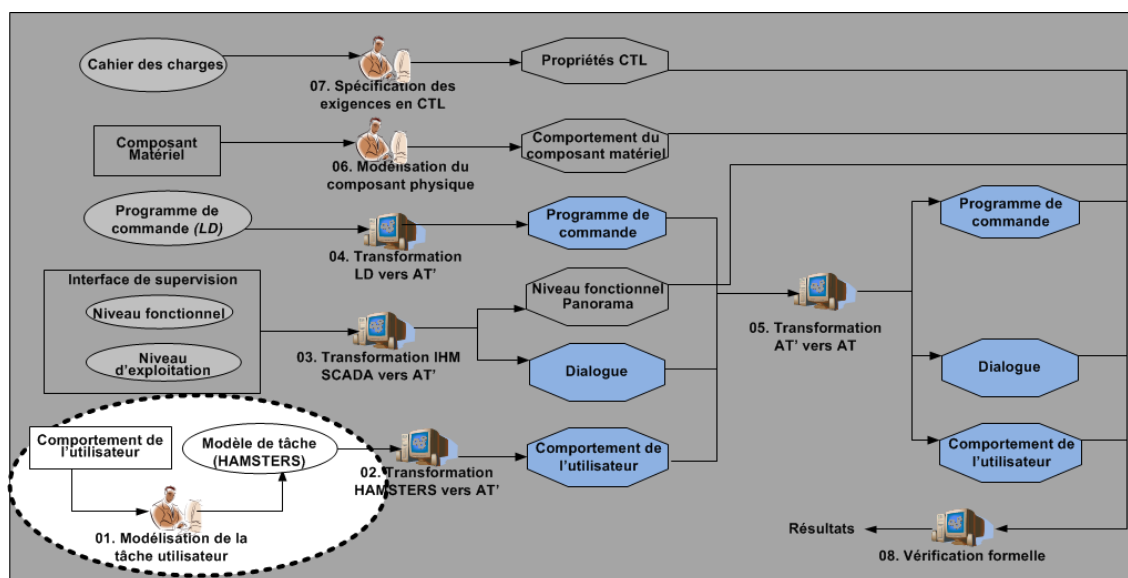 Cahier des charges
07. Spécification des
exigences en CTL
Propriétés CTL
Composant
Matériel
06. Modélisation du
composant physique
Comportement du
composant matériel
Programme de
commande (LD)
04. Transformation
LD vers AT’
Programme de
commande
Programme de
commande
Interface de supervision
Niveau fonctionnel
Niveau
d’exploitation
03. Transformation IHM
SCADA vers AT’
Niveau fonctionnel
Panorama
Dialogue
05. Transformation
AT’ vers AT
Dialogue
Comportement de
l’utilisateur
Modèle de tâche
(HAMSTERS)
01. Modélisation de la
tâche utilisateur
02. Transformation
HAMSTERS vers AT’
Comportement de
l’utilisateur
Comportement de
l’utilisateur
Résultats
08. Vérification formelle